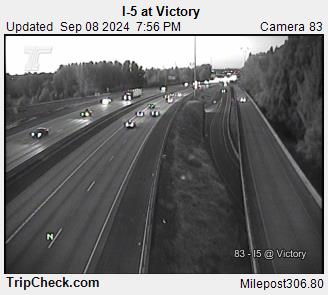 I-5 at Victory
Updated Sep 08 2024 7:56 PM Camera 83
N
83 - I5 @ Victory
TripCheck.com Milepost306.80